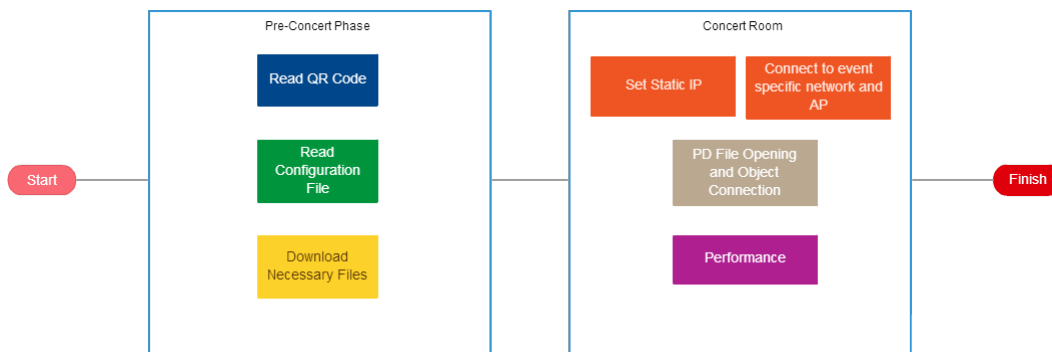 Start
Pre-Concert Phase
Read QR Code
Read
Configuration
File
Download
Necessary Files
Concert Room
Set Static IP
Connect to event
specific network and
AP
PD File Opening
and Object
Connection
Performance
Finish